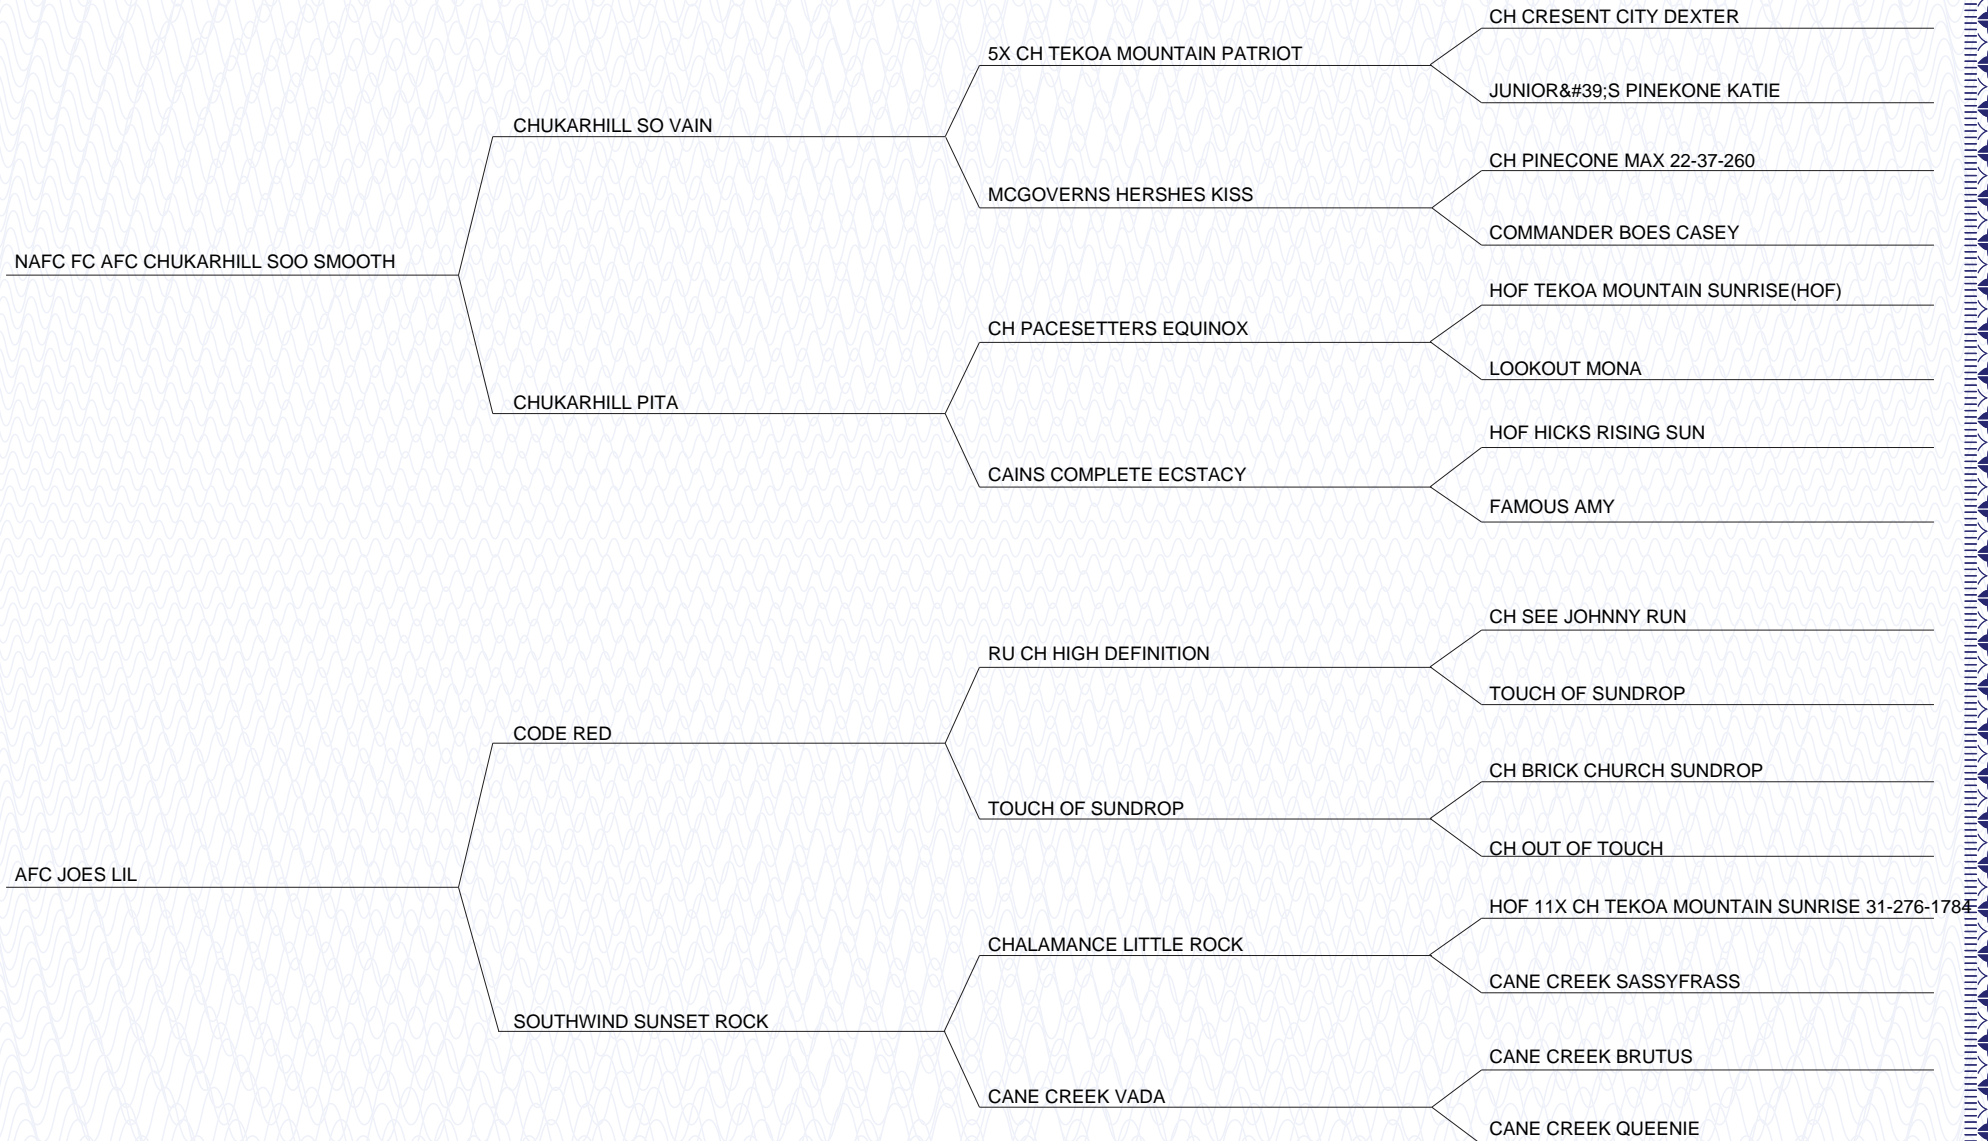 CH CRESENT CITY DEXTER
5X CH TEKOA MOUNTAIN PATRIOT
JUNIOR&#39;S PINEKONE KATIE
CHUKARHILL SO VAIN
CH PINECONE MAX 22-37-260
MCGOVERNS HERSHES KISS
COMMANDER BOES CASEY
NAFC FC AFC CHUKARHILL SOO SMOOTH
HOF TEKOA MOUNTAIN SUNRISE(HOF)
CH PACESETTERS EQUINOX
LOOKOUT MONA
CHUKARHILL PITA
HOF HICKS RISING SUN
CAINS COMPLETE ECSTACY
FAMOUS AMY
CH SEE JOHNNY RUN
RU CH HIGH DEFINITION
TOUCH OF SUNDROP
CODE RED
CH BRICK CHURCH SUNDROP
TOUCH OF SUNDROP
CH OUT OF TOUCH
AFC JOES LIL
HOF 11X CH TEKOA MOUNTAIN SUNRISE 31-276-1784
CHALAMANCE LITTLE ROCK
CANE CREEK SASSYFRASS
SOUTHWIND SUNSET ROCK
CANE CREEK BRUTUS
CANE CREEK VADA
CANE CREEK QUEENIE